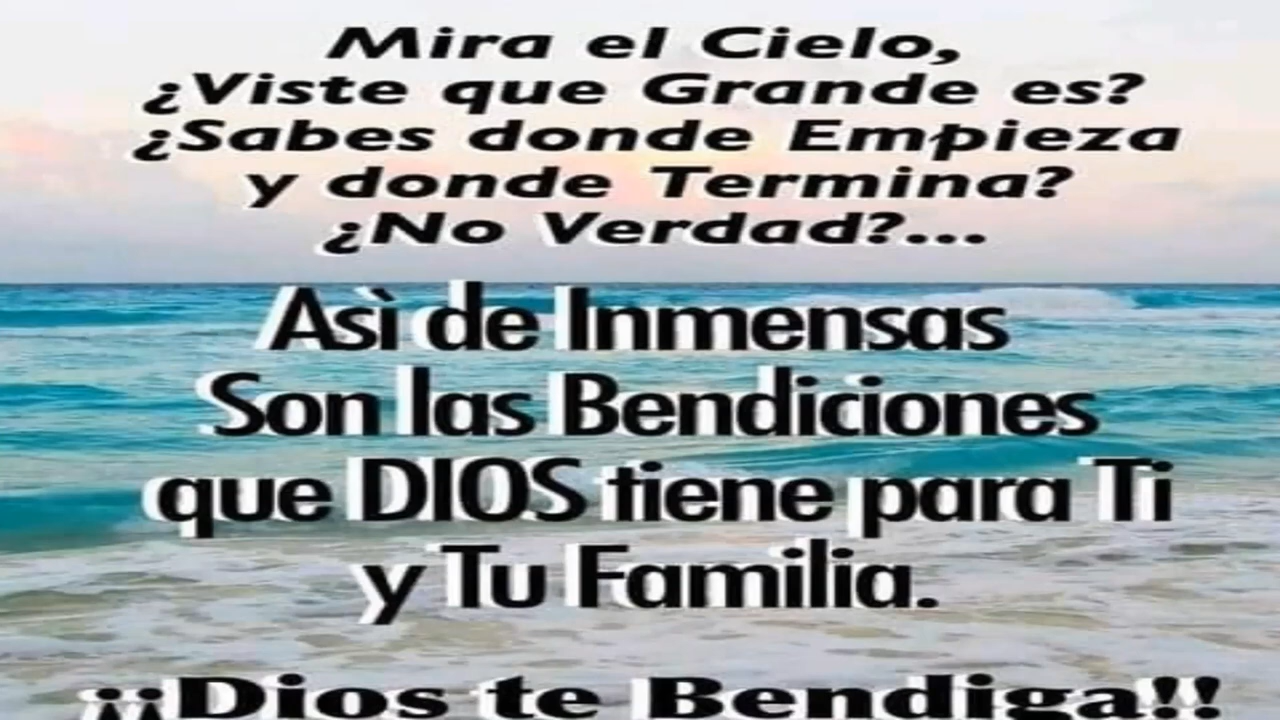 Mira el Cielo,
¿Viste que Grande es?
¿Sabes donde Empieza
y donde Termina?
¿No Verdad?...
Asì de Inmensas
Son las Bendiciones
que DIOS tiene para Ti
y Tu Familia.
¡¡Dios te Bendiga!!